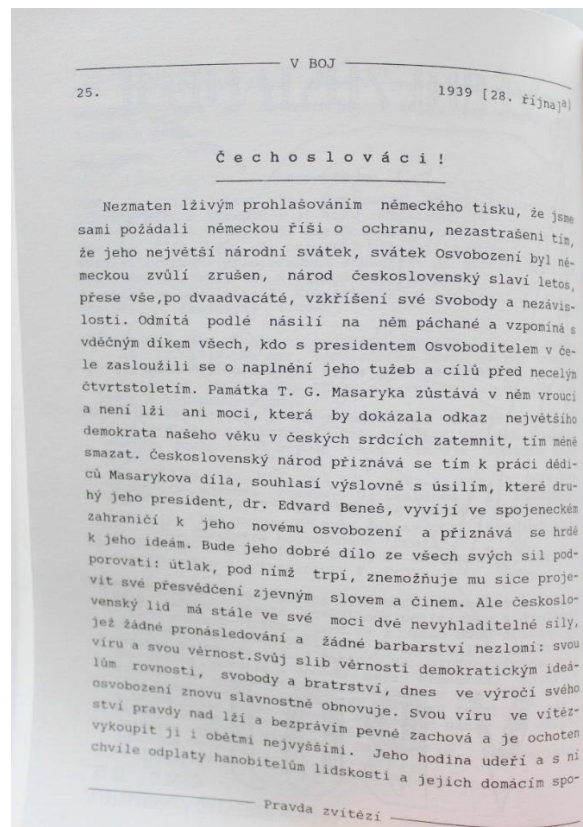 V BOJ
25. 1939 [28. října]a)
Čechoslováci!
Nezmaten lživým prohlašováním německého tisku, že jsme
sami požádali německou říši o ochranu, nezastrašeni tím,
že jeho největší národní svátek, svátek Osvobození byl ně-
meckou zvůlí zrušen, národ československý slaví letos,
přese vše,po dvaadvacáté, vzkříšení své Svobody a nezávis-
losti. Odmítá podlé násilí na něm páchané a vzpomíná s
vděčným díkem všech, kdo s presidentem Osvoboditelem v če-
le zasloužili se o naplnění jeho tužeb a cílů před necelým
čtvrtstoletím. Památka T. G. Masaryka zůstává v něm vroucí
a není lži ani moci, která by dokázala odkaz největšího
demokrata našeho věku v českých srdcích zatemnit, tím méně
smazat. Československý národ přiznává se tím k práci dědi-
ců Masarykova díla, souhlasí výslovně s úsilím, které dru-
hý jeho president, dr. Edvard Beneš, vyvíjí ve spojeneckém
zahraničí k jeho novému osvobození a přiznává se hrdě
k jeho ideám. Bude jeho dobré dílo ze všech svých sil pod-
porovati: útlak, pod nímž trpí, znemožňuje mu sice proje-
vit své přesvědčení zjevným slovem a činem. Ale českoslo-
venský lid má stále ve své moci dvě nevyhladitelné síly,
jež žádné pronásledování a žádné barbarství nezlomí: svou
víru a svou věrnost.Svůj slib věrnosti demokratickým ideá-
lům rovnosti, svobody a bratrství, dnes ve výročí svého
osvobození znovu slavnostně obnovuje. Svou víru ve vítěz-
ství pravdy nad lží a bezprávím pevně zachová a je ochoten
vykoupit ji i obětmi nejvyššími. Jeho hodina udeří a s ní
chvíle odplaty hanobitelům lidskosti a jejich domácím spo-
Pravda zvítězí